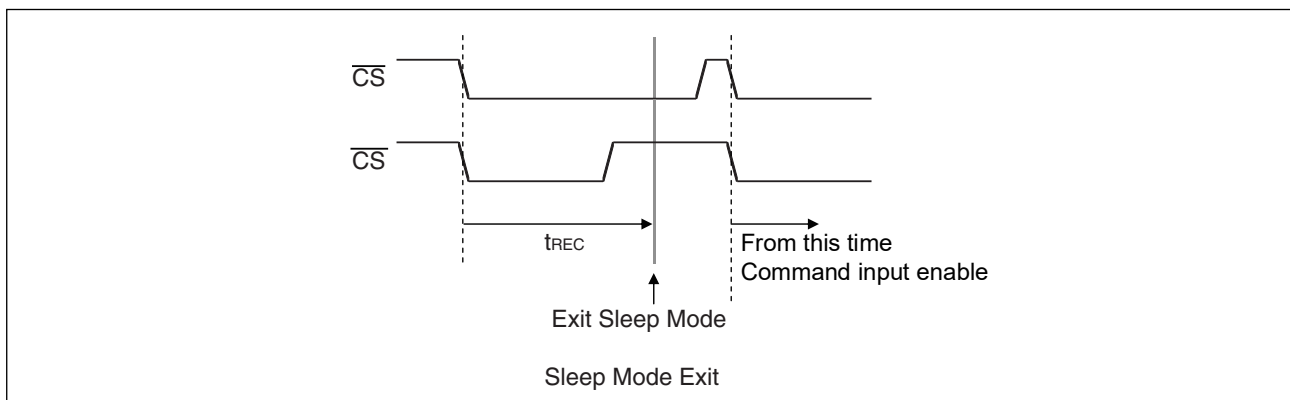 CS
CS
tREC
From this time
Command input enable
Exit Sleep Mode
Sleep Mode Exit